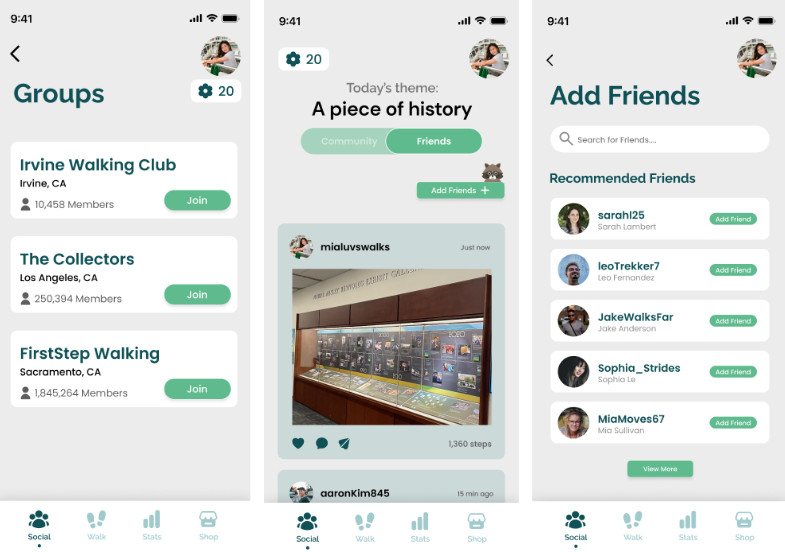 9:41
Groups
20
Irvine Walking Club
Irvine, CA
10,458 Members
Join
The Collectors
Los Angeles, CA
250,394 Members
Join
FirstStep Walking
Sacramento, CA
1,845,264 Members
Join
Social
Walk
Stats
Shop
9:41
20
Today's theme:
A piece of history
Community
Friends
Add Friends +
mialuvswalks
Just now
2020
1,360 steps
aaronKim845
15 min ago
Social
Walk
Stats
Shop
9:41
Add Friends
Search for Friends....
Recommended Friends
sarahl25
Add Friend
Sarah Lambert
leoTrekker7
Add Friend
Leo Fernandez
JakeWalksFar
Add Friend
Jake Anderson
Sophia_Strides
Add Friend
Sophia Le
MiaMoves67
Add Friend
Mia Sullivan
View More
Social
Walk
Stats
Shop